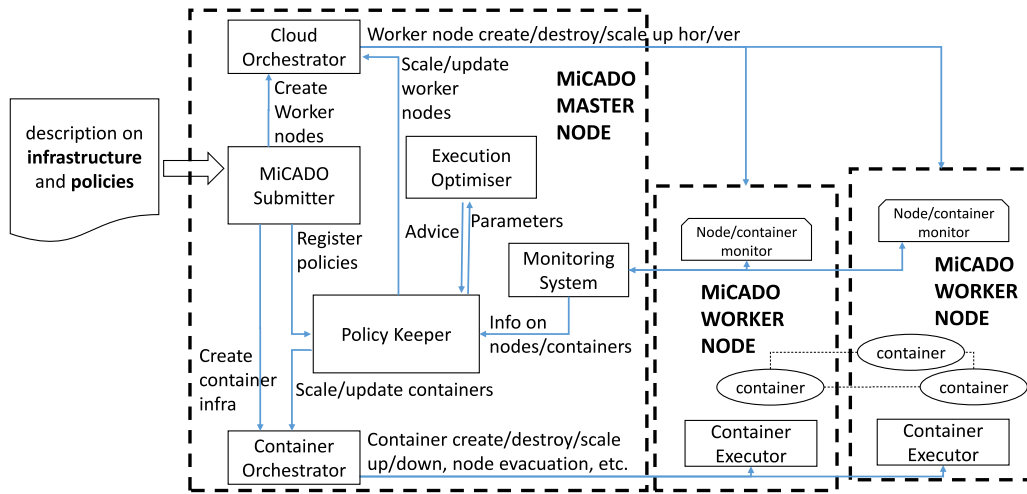 Cloud
Orchestrator
Worker node create/destroy/scale up hor/ver
Scale/update
worker
nodes
MiCADO
MASTER
NODE
Create
Worker
nodes
description on
infrastructure
and policies
MiCADO
Submitter
Execution
Optimiser
Advice
Parameters
Register
policies
Monitoring
System
Node/container
monitor
Node/container
monitor
MiCADO
WORKER
NODE
MiCADO
WORKER
NODE
Policy Keeper
Info on
nodes/containers
Create
container
infra
Scale/update containers
container
container
container
Container
Orchestrator
Container create/destroy/scale
up/down, node evacuation, etc.
Container
Executor
Container
Executor